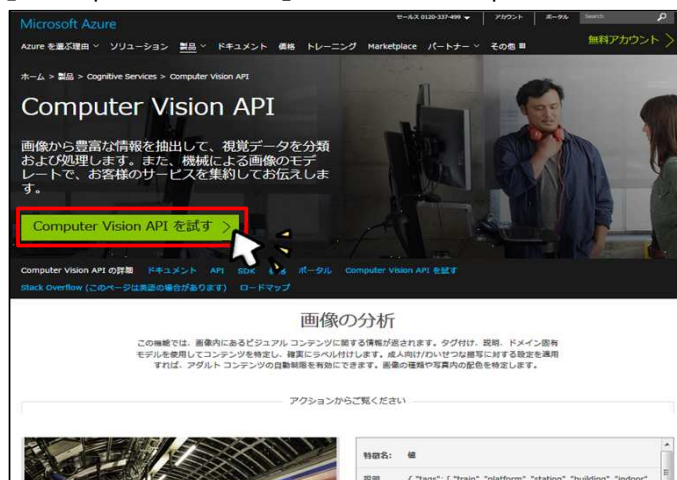 Microsoft Azure
セールス 0120-337-499 アカウント ポータル Search
Azure を選ぶ理由 ソリューション 製品 ドキュメント 価格 トレーニング Marketplace パートナー その他 無料アカウント >
ホーム > 製品 > Cognitive Services > Computer Vision API
Computer Vision API
画像から豊富な情報を抽出して、視覚データを分類
および処理します。また、機械による画像のモデ
レートで、お客様のサービスを集約してお伝えしま
す。
Computer Vision API を試す >
Computer Vision API の詳細 ドキュメント API SDK ポータル Computer Vision API を試す
Stack Overflow (このページは英語の場合があります) ロードマップ
画像の分析
この機能では、画像内にあるビジュアル コンテンツに関する情報が返されます。タグ付け、説明、ドメイン固有
モデルを使用してコンテンツを特定し、確実にラベル付けします。成人向け/わいせつな描写に対する設定を適用
すれば、アダルト コンテンツの自動制限を有効にできます。画像の種類や写真内の配色を特定します。
アクションからご覧ください
特徴名: 値
説明 { "tags": [ "train", "platform", "station", "building", "indoor",